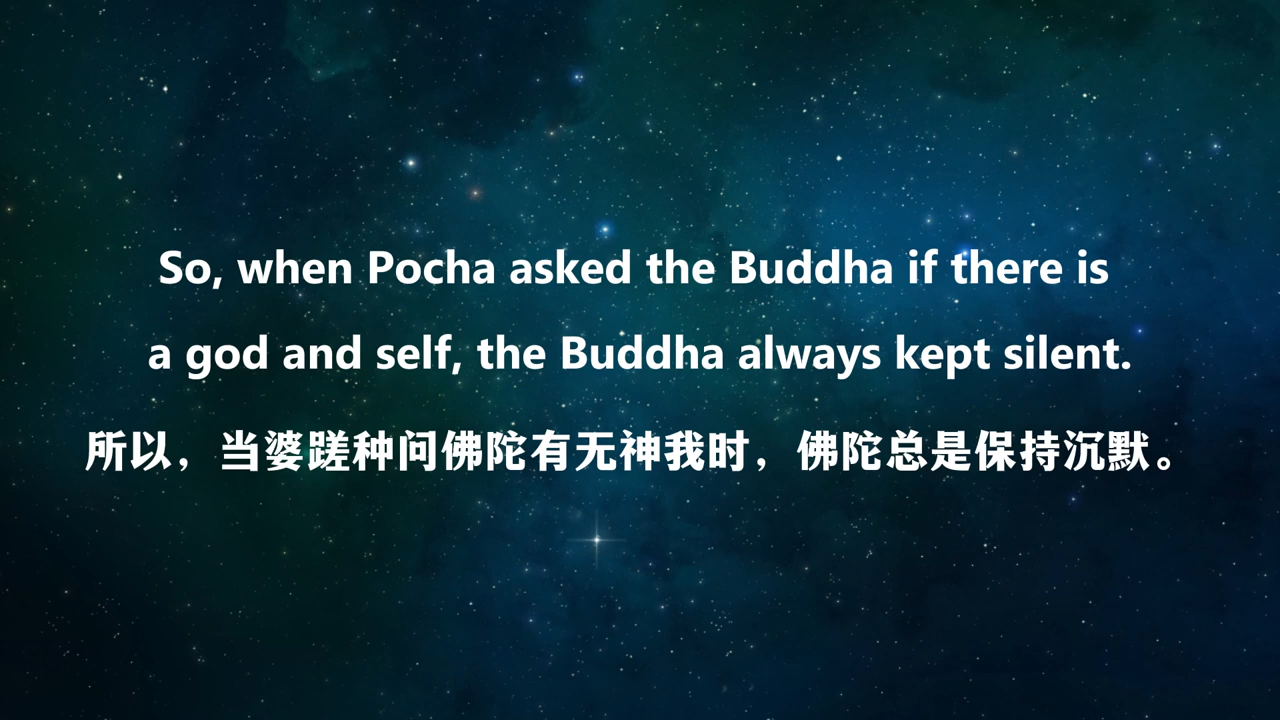 So, when Pocha asked the Buddha if there is
a god and self, the Buddha always kept silent.
所以，当婆蹉种问佛陀有无神我时，佛陀总是保持沉默。